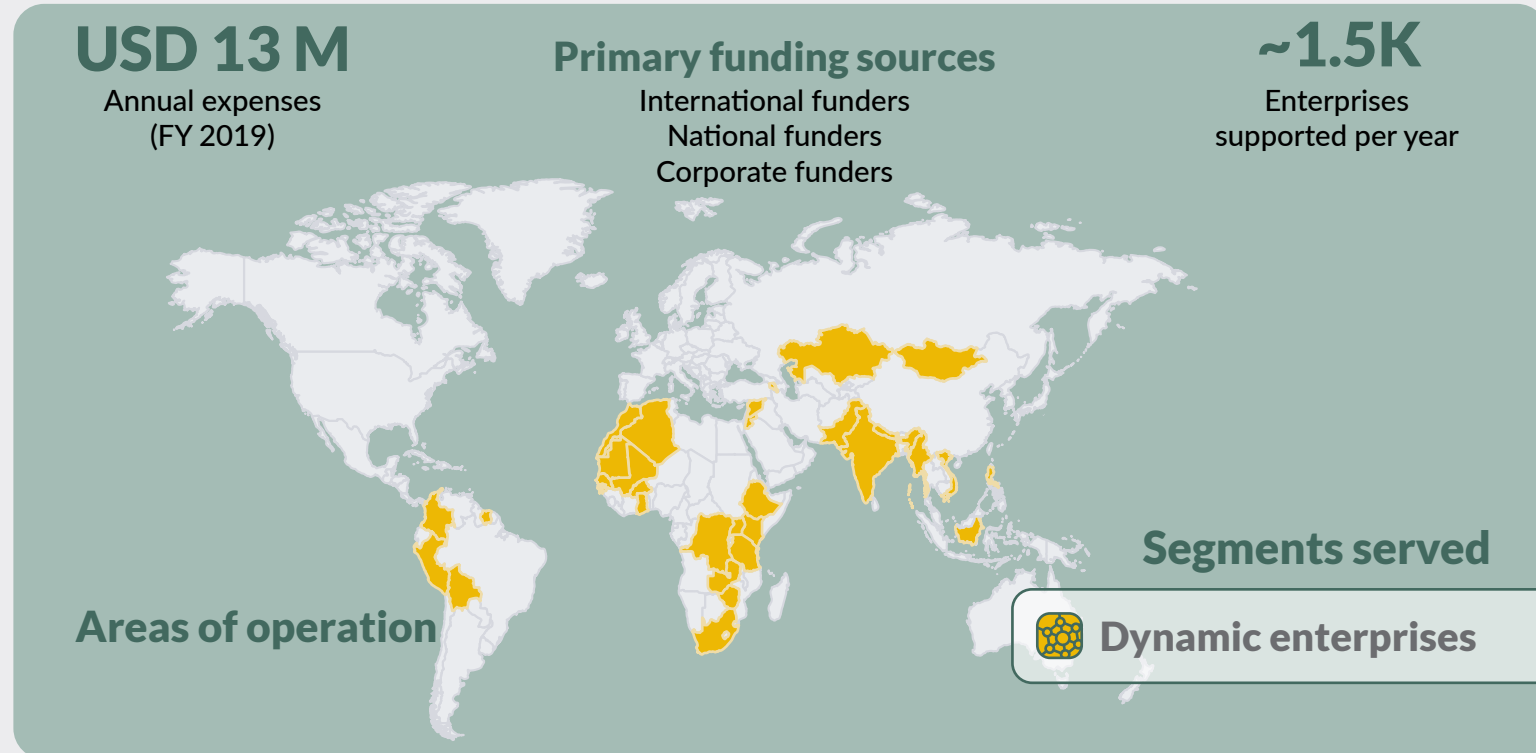 USD 13 M
Annual expenses
(FY 2019)
Primary funding sources
International funders
National funders
Corporate funders
~1.5K
Enterprises
supported per year
Segments served
Dynamic enterprises
Areas of operation